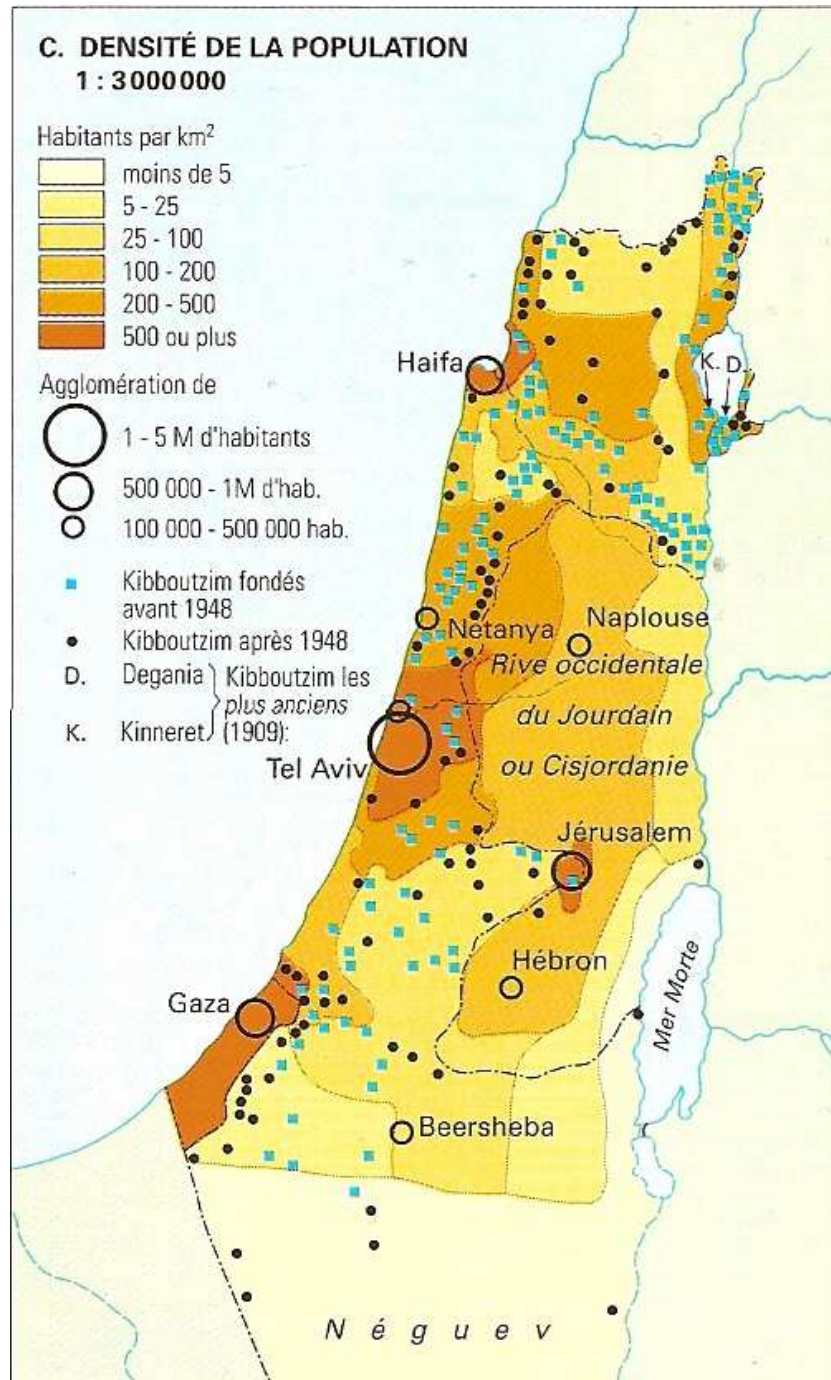 C. DENSITÉ DE LA POPULATION
1 : 3000000
Habitants par km²
moins de 5
5 - 25
25 - 100
100 - 200
200 - 500
500 ou plus
Agglomération de
1 - 5 M d'habitants
500 000 - 1M d'hab.
100 000 - 500 000 hab.
Kibboutzim fondés
avant 1948
Kibboutzim après 1948
D. Degania
Kibboutzim les
plus anciens
K. Kinneret
(1909):
Haifa
K. D.
Netanya
Naplouse
Rive occidentale
du Jourdain
ou Cisjordanie
Tel Aviv
Jérusalem
Hébron
Gaza
Mer Morte
Beersheba
Néguev